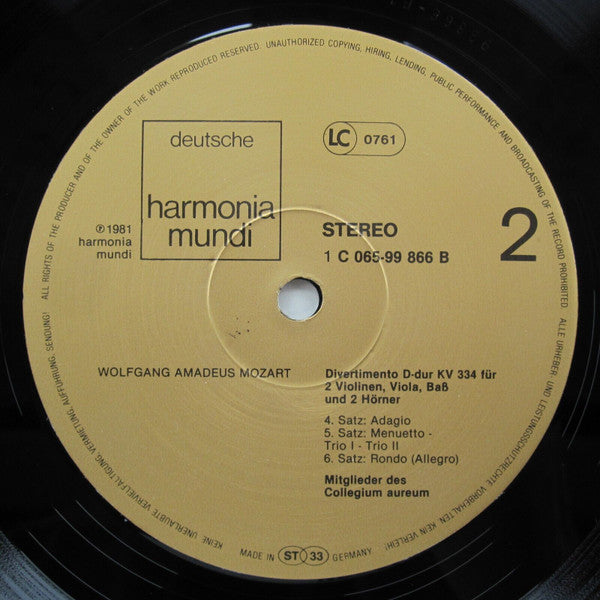 ALL RIGHTS OF THE PRODUCER AND OF THE OWNER OF THE WORK REPRODUCED RESERVED. UNAUTHORIZED COPYING, HIRING, LENDING, PUBLIC PERFORMANCE AND BROADCASTING OF THE RECORD PROHIBITED.
ALLE URHEBER- UND LEISTUNGSSCHUTZRECHTE VORBEHALTEN. KEIN VERLEIH! KEINE UNERLAUBTE VERVIELFÄLTIGUNG, VERMIETUNG, AUFFÜHRUNG, SENDUNG!
deutsche
harmonia
mundi
LC 0761
℗ 1981
harmonia
mundi
STEREO
1 C 065-99 866 B
2
WOLFGANG AMADEUS MOZART
Divertimento D-dur KV 334 für
2 Violinen, Viola, Baß
und 2 Hörner
4. Satz: Adagio
5. Satz: Menuetto -
Trio I - Trio II
6. Satz: Rondo (Allegro)
Mitglieder des
Collegium aureum
MADE IN ST 33 GERMANY